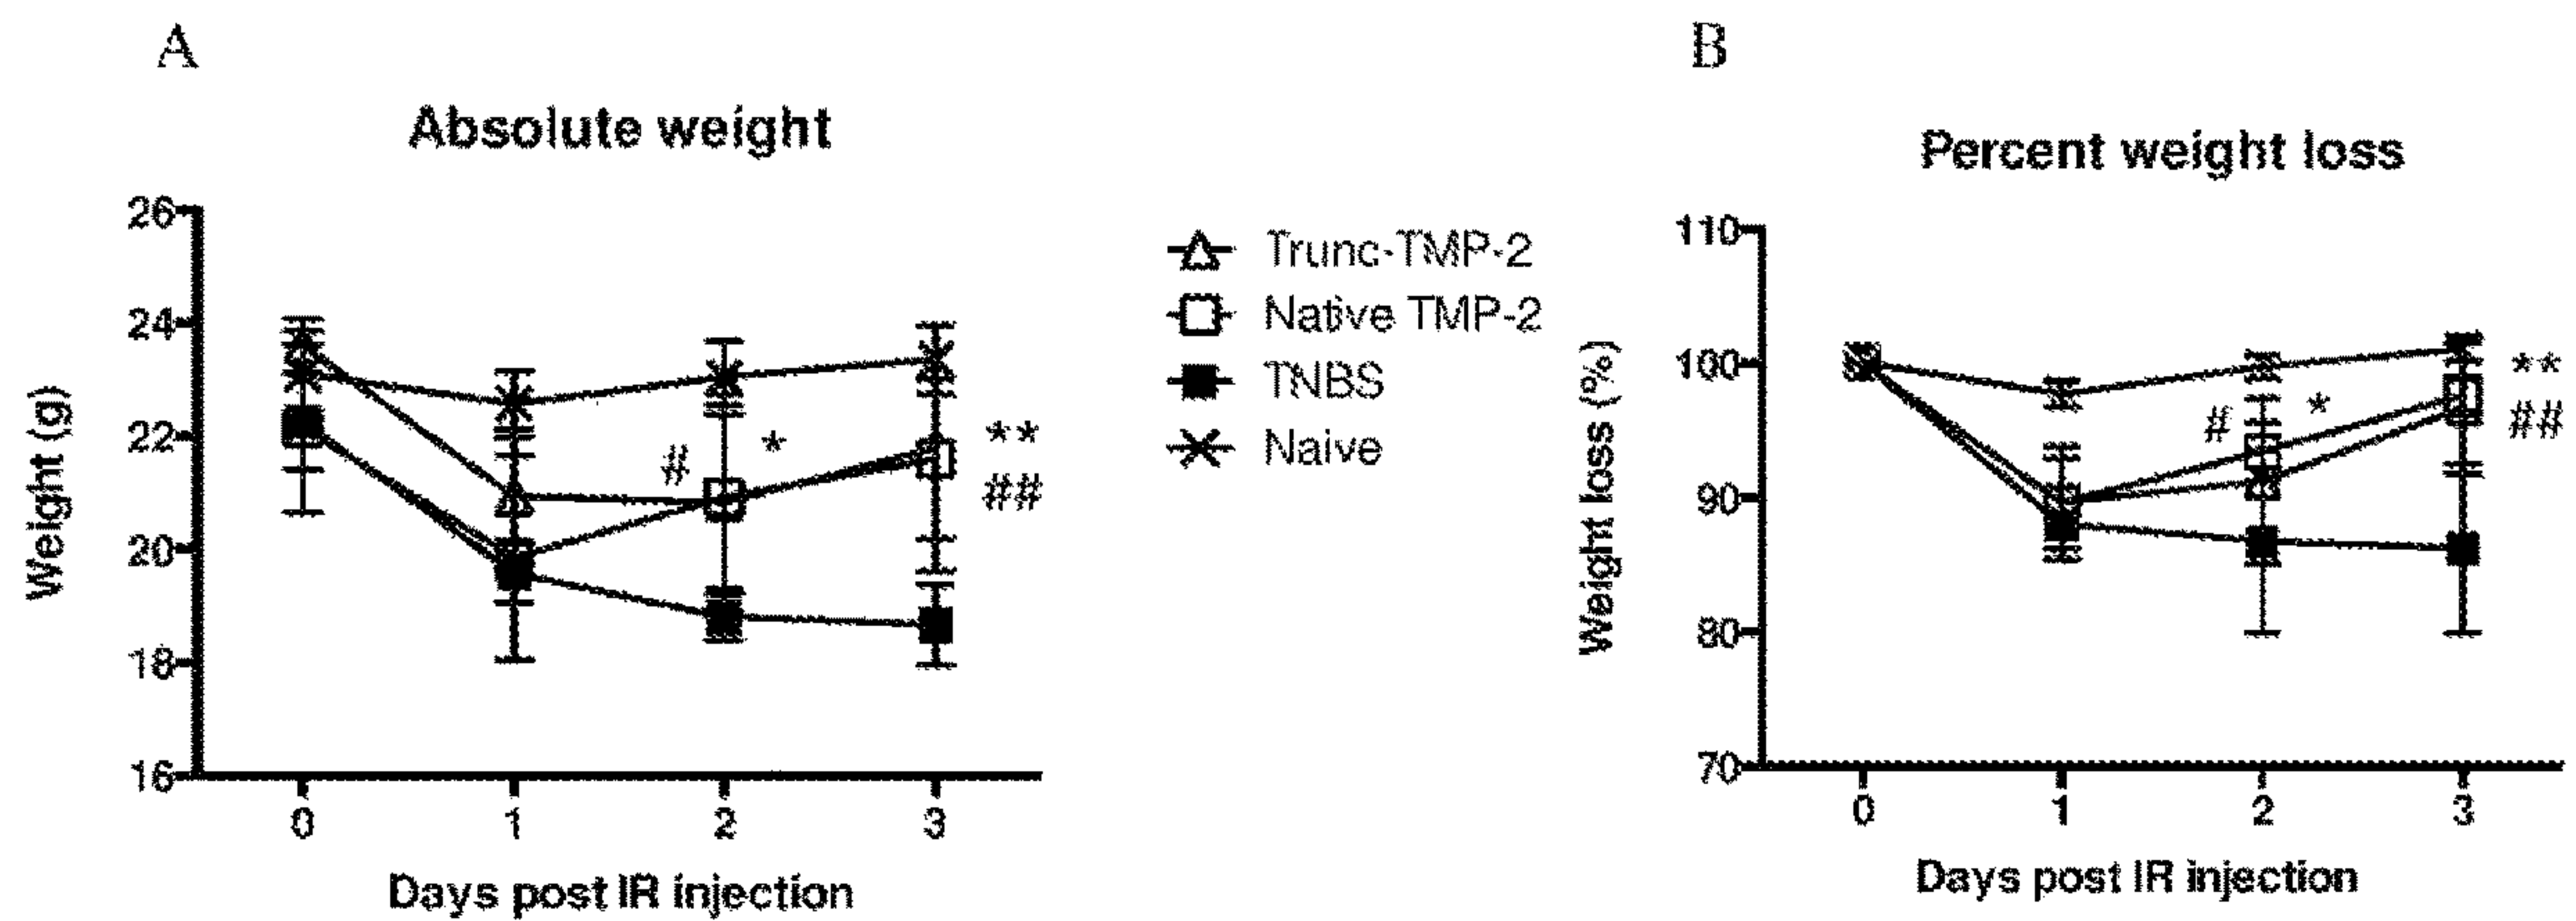 A
Absolute weight
Weight (g)
26
24
22
20
18
16
0 1 2 3
Days post IR injection
#
*
**
##
Trunc-TMP-2
Native TMP-2
TNBS
Naive
B
Percent weight loss
Weight loss (%)
110
100
90
80
70
0 1 2 3
Days post IR injection
#
*
**
##